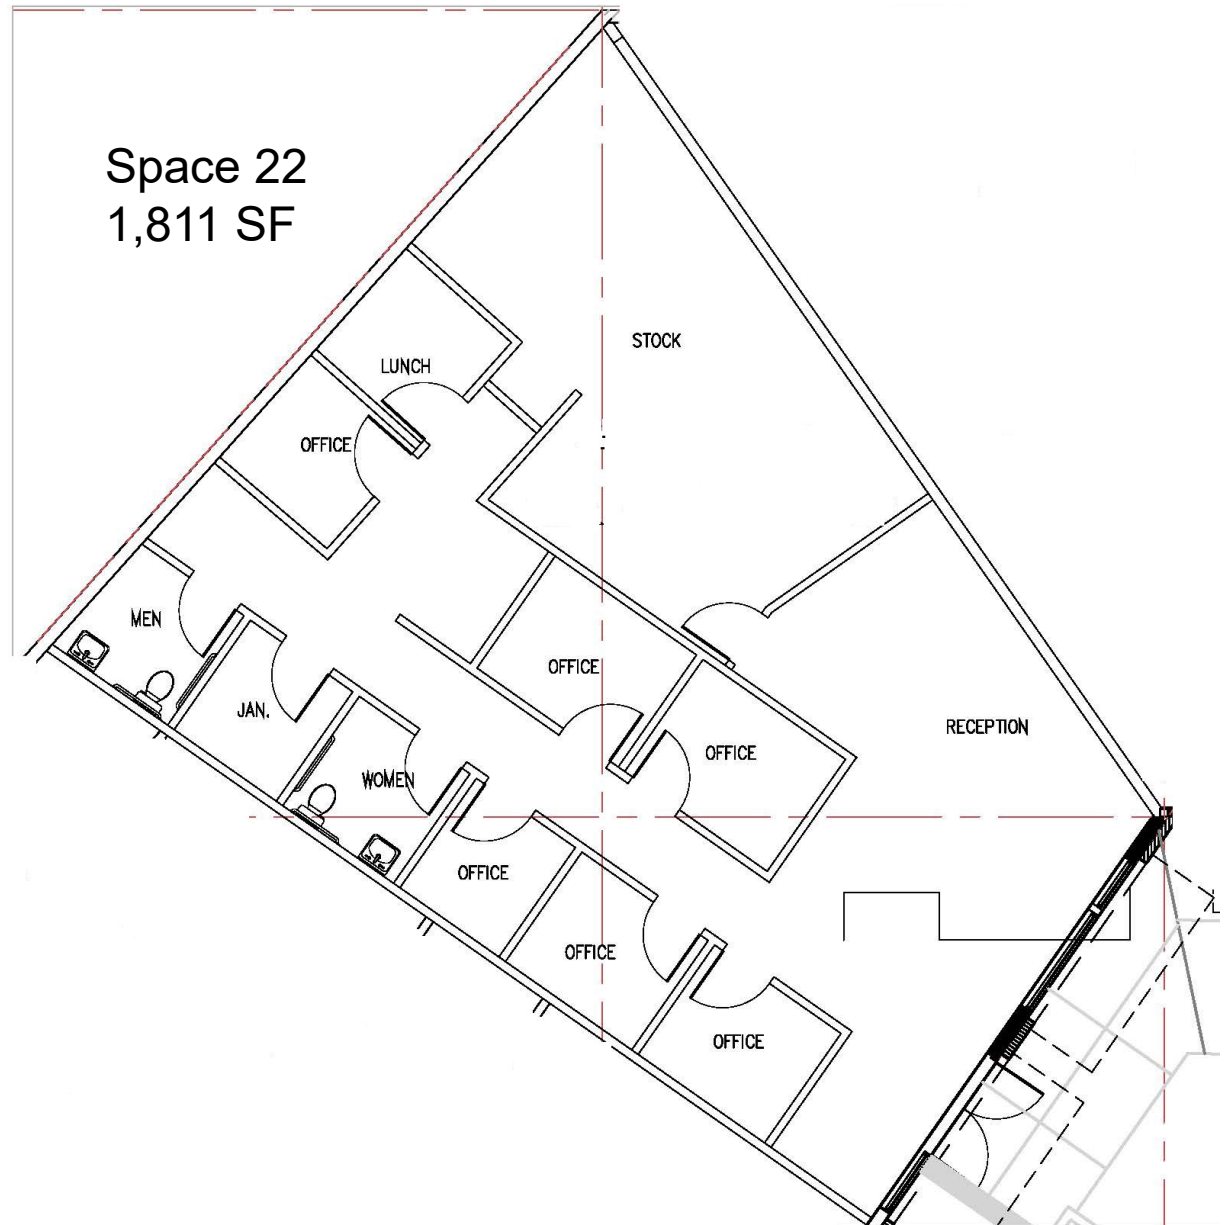 Space 22
1,811 SF
STOCK
LUNCH
OFFICE
MEN
OFFICE
JAN.
RECEPTION
OFFICE
WOMEN
OFFICE
OFFICE
OFFICE